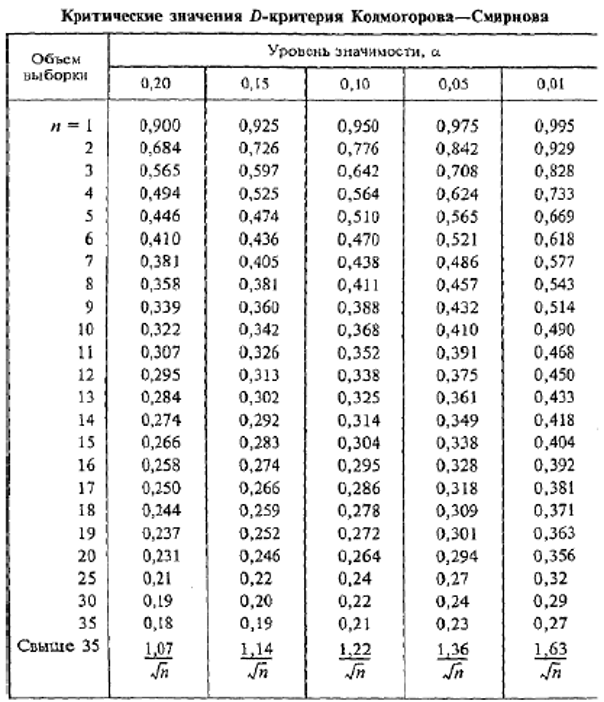 Критические значения D-критерия Колмогорова—Смирнова
Объем выборки
Уровень значимости, α
0,20 0,15 0,10 0,05 0,01
n = 1 0,900 0,925 0,950 0,975 0,995
2 0,684 0,726 0,776 0,842 0,929
3 0,565 0,597 0,642 0,708 0,828
4 0,494 0,525 0,564 0,624 0,733
5 0,446 0,474 0,510 0,565 0,669
6 0,410 0,436 0,470 0,521 0,618
7 0,381 0,405 0,438 0,486 0,577
8 0,358 0,381 0,411 0,457 0,543
9 0,339 0,360 0,388 0,432 0,514
10 0,322 0,342 0,368 0,410 0,490
11 0,307 0,326 0,352 0,391 0,468
12 0,295 0,313 0,338 0,375 0,450
13 0,284 0,302 0,325 0,361 0,433
14 0,274 0,292 0,314 0,349 0,418
15 0,266 0,283 0,304 0,338 0,404
16 0,258 0,274 0,295 0,328 0,392
17 0,250 0,266 0,286 0,318 0,381
18 0,244 0,259 0,278 0,309 0,371
19 0,237 0,252 0,272 0,301 0,363
20 0,231 0,246 0,264 0,294 0,356
25 0,21 0,22 0,24 0,27 0,32
30 0,19 0,20 0,22 0,24 0,29
35 0,18 0,19 0,21 0,23 0,27
Свыше 35 1,07/√n 1,14/√n 1,22/√n 1,36/√n 1,63/√n